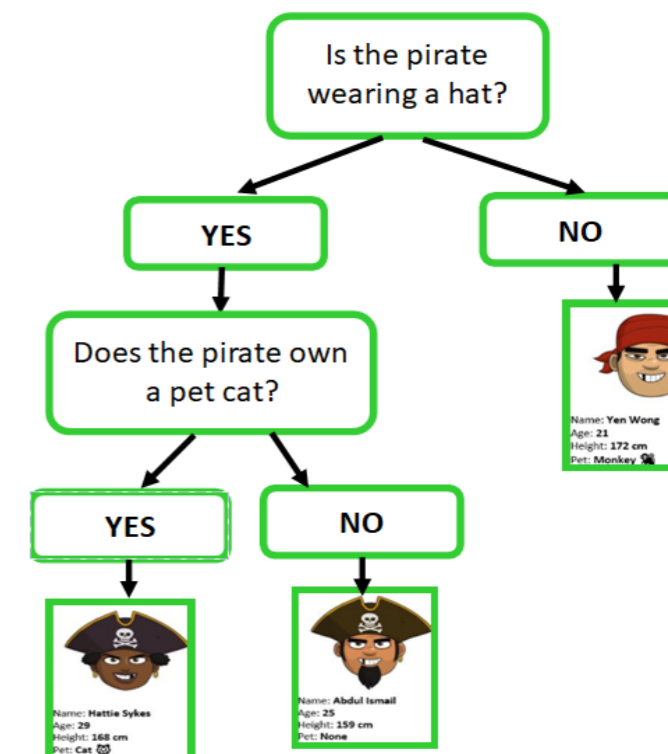 Is the pirate
wearing a hat?
YES
NO
Does the pirate own
a pet cat?
Name: Yen Wong
Age: 21
Height: 172 cm
Pet: Monkey
YES
NO
Name: Hattie Sykes
Age: 29
Height: 168 cm
Pet: Cat
Name: Abdul Ismail
Age: 25
Height: 159 cm
Pet: None